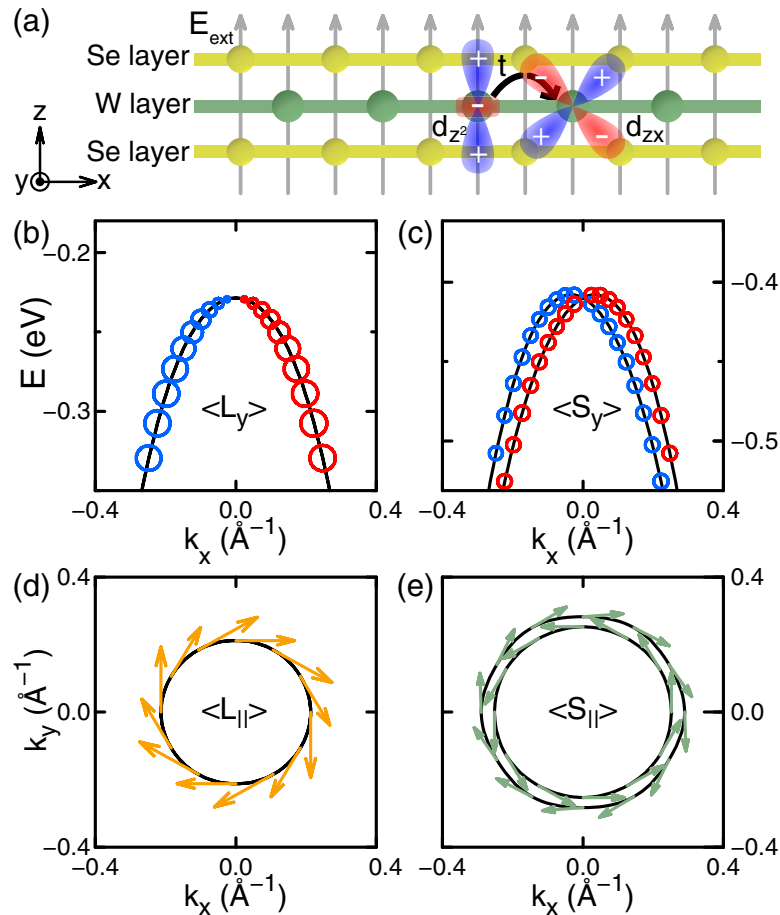 (a)
E_ext
Se layer
W layer
Se layer
z
y
x
+
-
+
t
-
+
+
-
d_z²
d_zx
(b)
(c)
−0.2
−0.3
E (eV)
<L_y>
−0.4
0.0
0.4
k_x (Å⁻¹)
−0.4
−0.5
<S_y>
−0.4
0.0
0.4
k_x (Å⁻¹)
(d)
(e)
0.4
0.0
−0.4
k_y (Å⁻¹)
<L_||>
−0.4
0.0
0.4
k_x (Å⁻¹)
0.4
0.0
−0.4
<S_||>
−0.4
0.0
0.4
k_x (Å⁻¹)